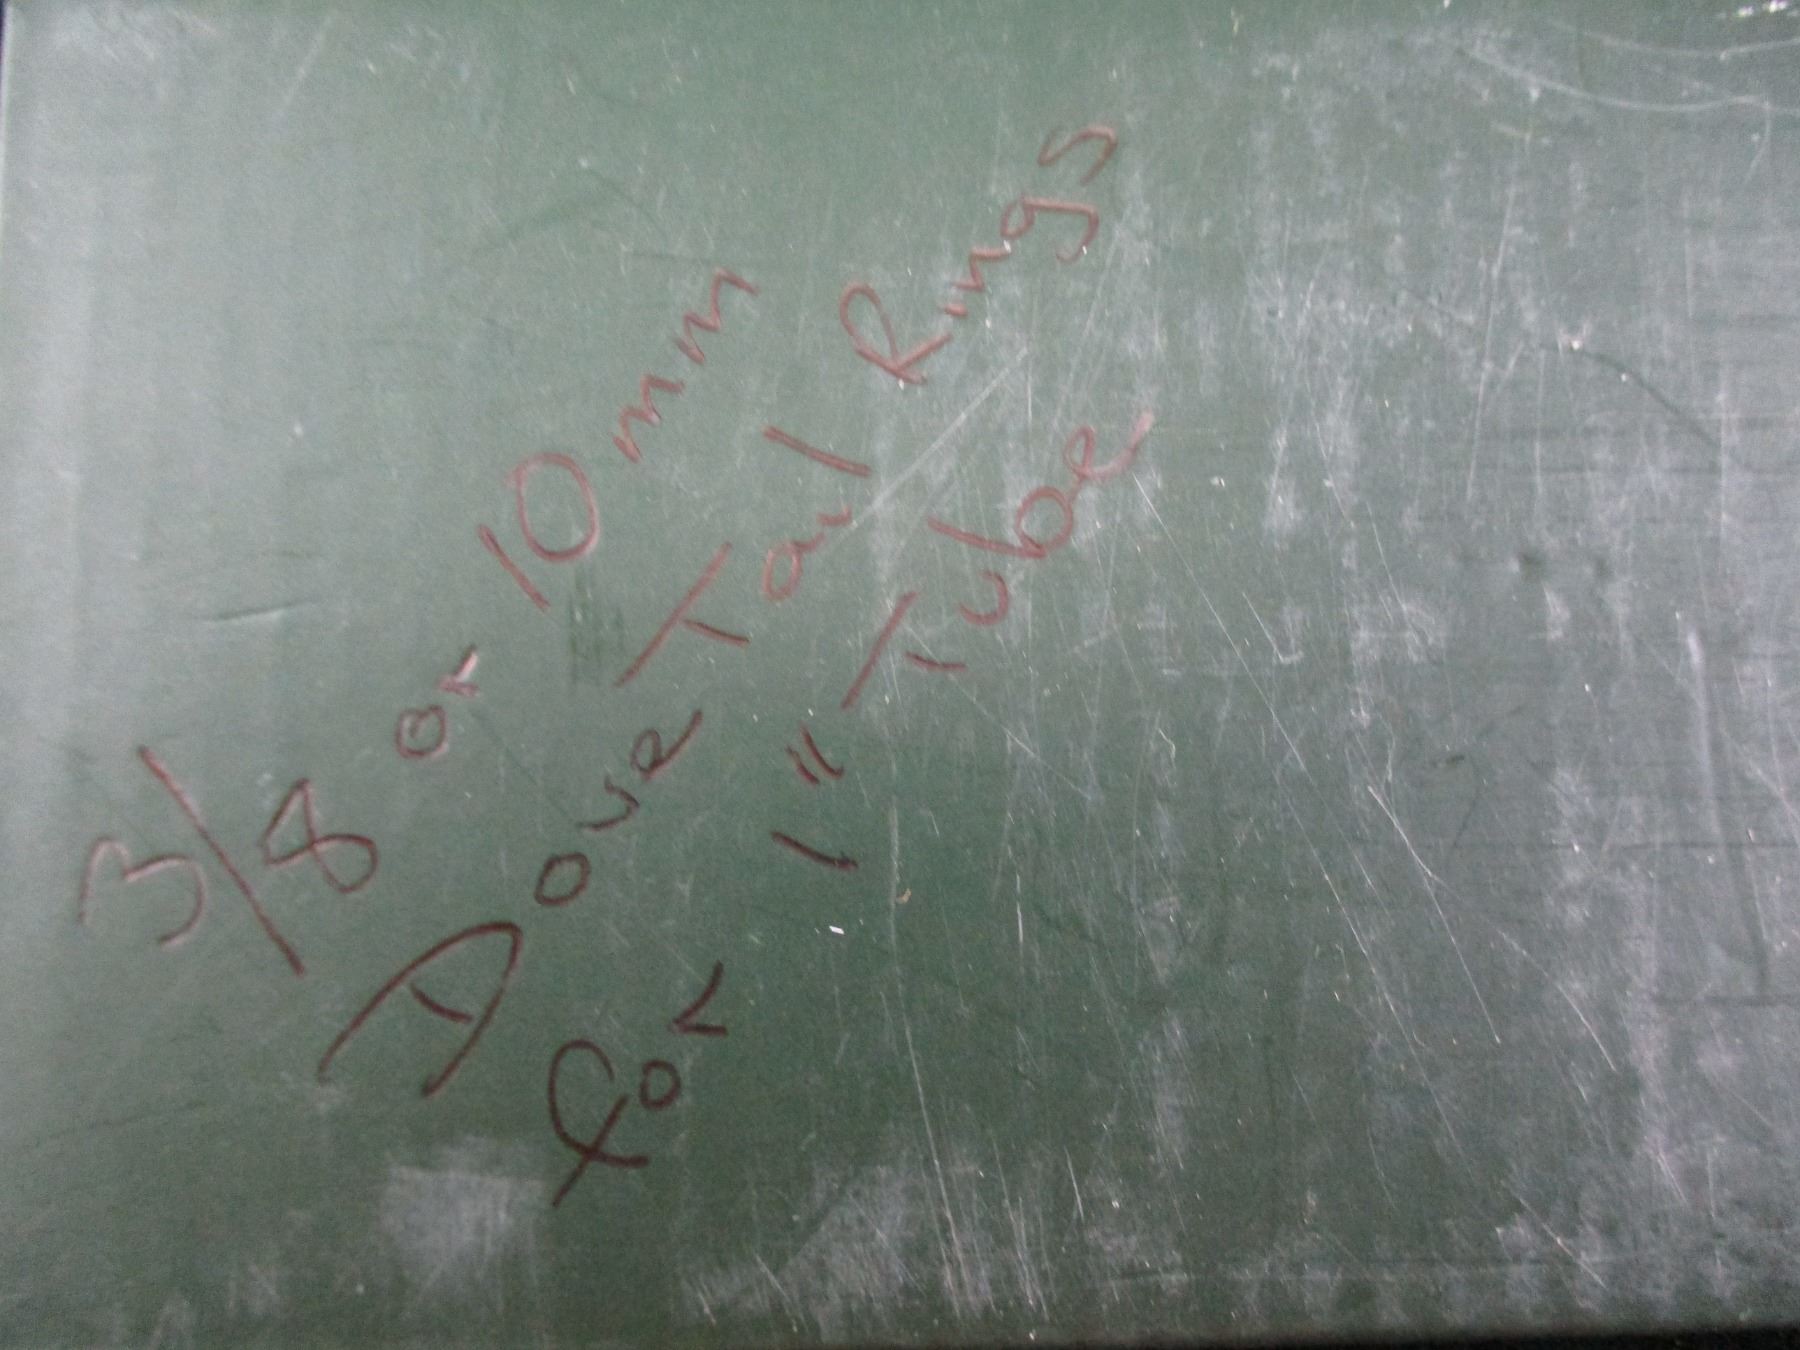 3/8 or 10mm
Dove Tail Rings
for 1" Tube